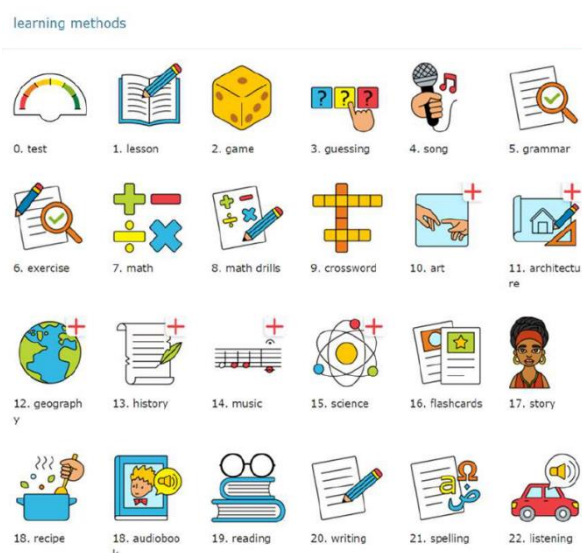 learning methods
? ? ?
0. test
1. lesson
2. game
3. guessing
4. song
5. grammar
6. exercise
7. math
8. math drills
9. crossword
10. art
11. architectu
re
12. geograph
y
13. history
14. music
15. science
16. flashcards
17. story
a Ω
18. recipe
18. audioboo
k
19. reading
20. writing
21. spelling
22. listening